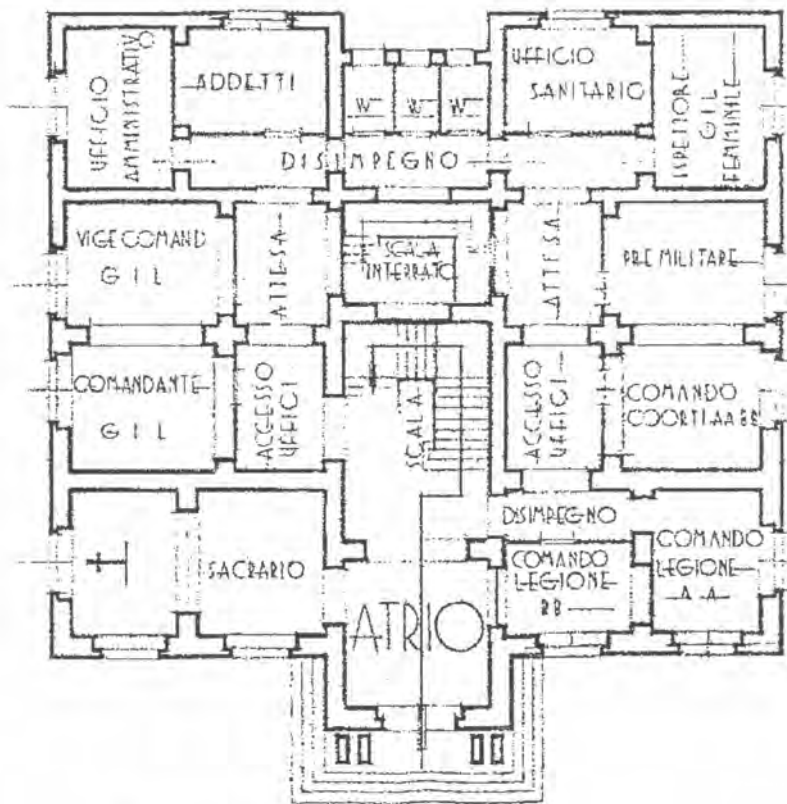 UFFICIO
AMMINISTRATIVO
ADDETTI
W
W
W
UFFICIO
SANITARIO
ISPETTORE
GIL
FEMMINILE
DISIMPEGNO
VICE COMAND
GIL
ATTESA
SCALA
INTERRATO
ATTESA
PREMILITARE
COMANDANTE
GIL
ACCESSO
UFFICI
SCALA
ACCESSO
UFFICI
COMANDO
COORTI AA BB
SACRARIO
ATRIO
DISIMPEGNO
COMANDO
LEGIONE
BB
COMANDO
LEGIONE
A A